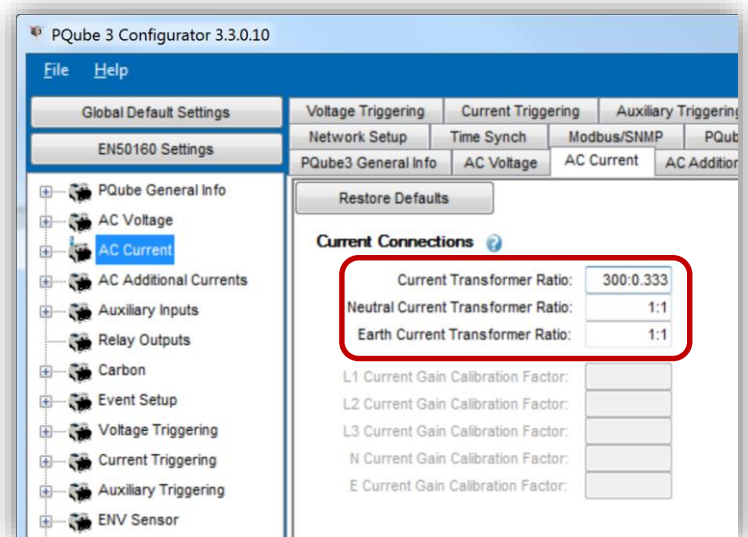 PQube 3 Configurator 3.3.0.10
File Help
Global Default Settings
EN50160 Settings
PQube General Info
AC Voltage
AC Current
AC Additional Currents
Auxiliary Inputs
Relay Outputs
Carbon
Event Setup
Voltage Triggering
Current Triggering
Auxiliary Triggering
ENV Sensor
Voltage Triggering Current Triggering Auxiliary Triggering
Network Setup Time Synch Modbus/SNMP PQub
PQube3 General Info AC Voltage AC Current AC Addition
Restore Defaults
Current Connections ?
Current Transformer Ratio: 300:0.333
Neutral Current Transformer Ratio: 1:1
Earth Current Transformer Ratio: 1:1
L1 Current Gain Calibration Factor:
L2 Current Gain Calibration Factor:
L3 Current Gain Calibration Factor:
N Current Gain Calibration Factor:
E Current Gain Calibration Factor: